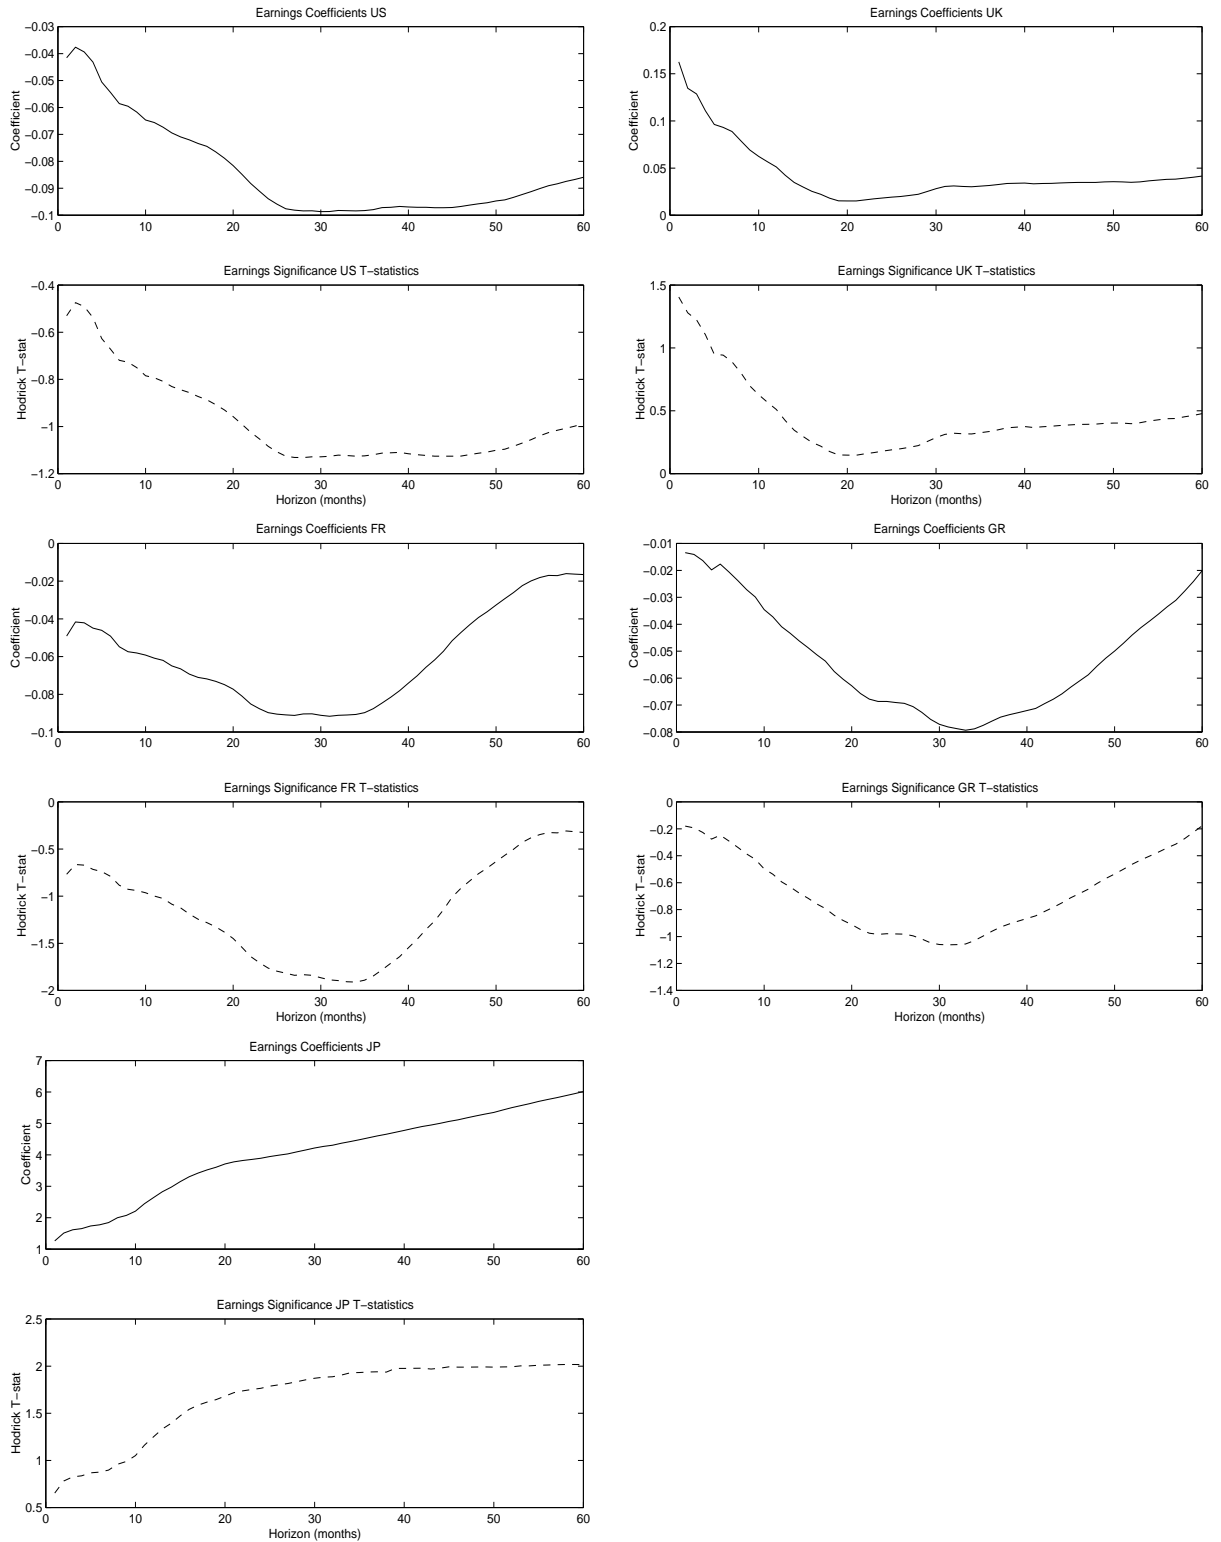 Earnings Coefficients US
−0.03
−0.04
−0.05
−0.06
−0.07
−0.08
−0.09
−0.1
Coefficient
0 10 20 30 40 50 60
Earnings Coefficients UK
0.2
0.15
0.1
0.05
0
Coefficient
0 10 20 30 40 50 60
Earnings Significance US T−statistics
−0.4
−0.6
−0.8
−1
−1.2
Hodrick T−stat
0 10 20 30 40 50 60
Horizon (months)
Earnings Significance UK T−statistics
1.5
1
0.5
0
Hodrick T−stat
0 10 20 30 40 50 60
Horizon (months)
Earnings Coefficients FR
0
−0.02
−0.04
−0.06
−0.08
−0.1
Coefficient
0 10 20 30 40 50 60
Earnings Coefficients GR
−0.01
−0.02
−0.03
−0.04
−0.05
−0.06
−0.07
−0.08
Coefficient
0 10 20 30 40 50 60
Earnings Significance FR T−statistics
0
−0.5
−1
−1.5
−2
Hodrick T−stat
0 10 20 30 40 50 60
Horizon (months)
Earnings Significance GR T−statistics
0
−0.2
−0.4
−0.6
−0.8
−1
−1.2
−1.4
Hodrick T−stat
0 10 20 30 40 50 60
Horizon (months)
Earnings Coefficients JP
7
6
5
4
3
2
1
Coefficient
0 10 20 30 40 50 60
Earnings Significance JP T−statistics
2.5
2
1.5
1
0.5
Hodrick T−stat
0 10 20 30 40 50 60
Horizon (months)